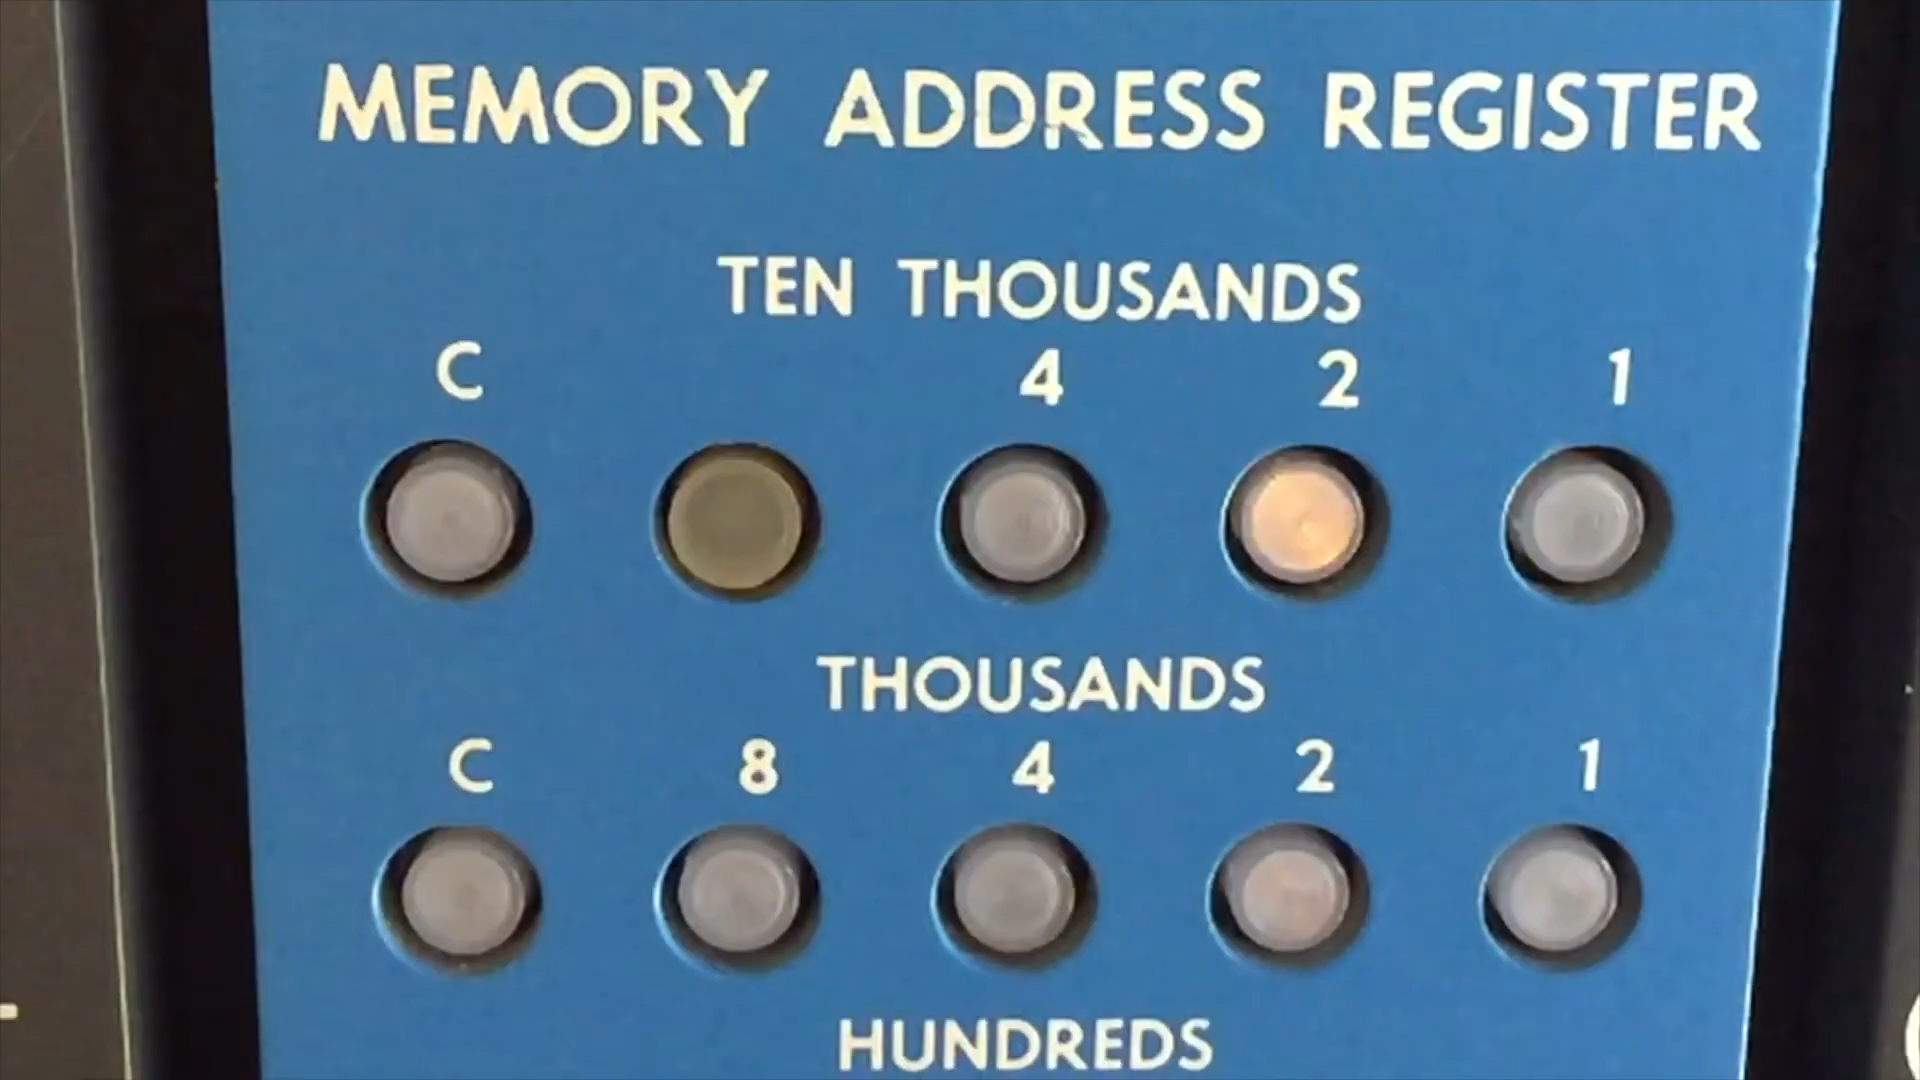 MEMORY ADDRESS REGISTER
TEN THOUSANDS
C 4 2 1
THOUSANDS
C 8 4 2 1
HUNDREDS